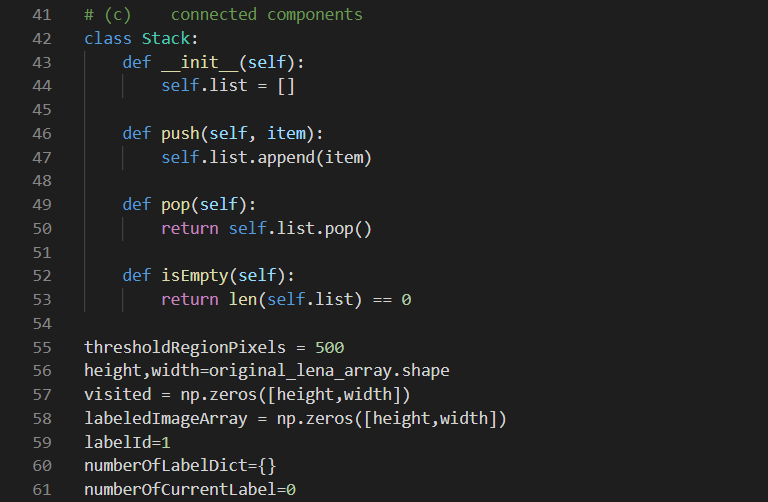 41 # (c)    connected components
42 class Stack:
43     def __init__(self):
44         self.list = []
45
46     def push(self, item):
47         self.list.append(item)
48
49     def pop(self):
50         return self.list.pop()
51
52     def isEmpty(self):
53         return len(self.list) == 0
54
55 thresholdRegionPixels = 500
56 height,width=original_lena_array.shape
57 visited = np.zeros([height,width])
58 labeledImageArray = np.zeros([height,width])
59 labelId=1
60 numberOfLabelDict={}
61 numberOfCurrentLabel=0